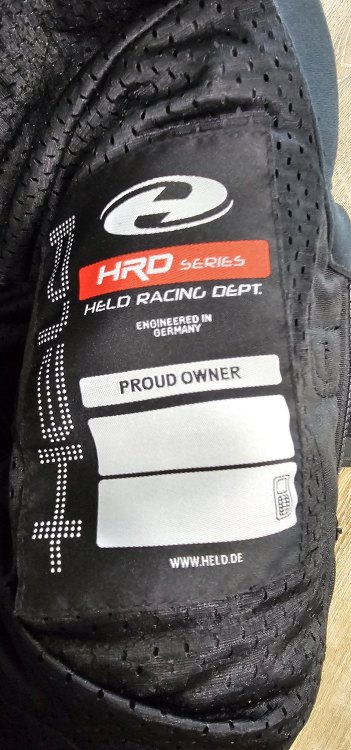 HRD SERIES
HELD RACING DEPT.
ENGINEERED IN
GERMANY
PROUD OWNER
WWW.HELD.DE